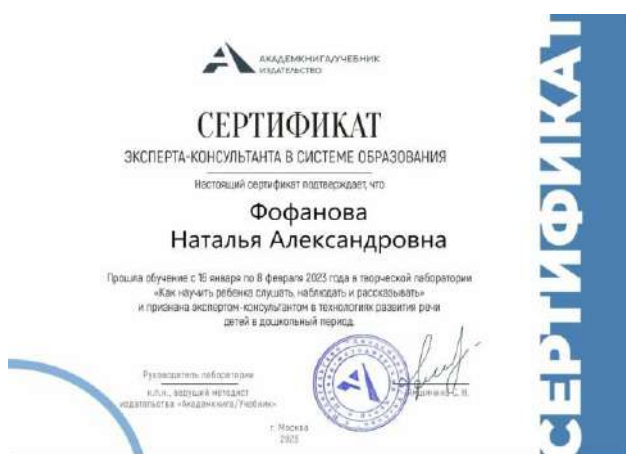 АКАДЕМКНИГА/УЧЕБНИК
ИЗДАТЕЛЬСТВО
СЕРТИФИКАТ
ЭКСПЕРТА-КОНСУЛЬТАНТА В СИСТЕМЕ ОБРАЗОВАНИЯ
Настоящий сертификат подтверждает, что
Фофанова
Наталья Александровна
Прошла обучение с 16 января по 8 февраля 2023 года в творческой лаборатории
«Как научить ребенка слушать, наблюдать и рассказывать»
и признана экспертом-консультантом в технологиях развития речи
детей в дошкольный период.
Руководитель лаборатории
к.п.н., ведущий методист
издательства «Академкнига/Учебник»
С. В.
г. Москва
2023
СЕРТИФИКАТ